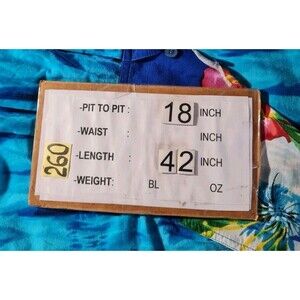 -PIT TO PIT : 18 INCH
-WAIST : INCH
-LENGTH : 42 INCH
-WEIGHT: BL OZ
260